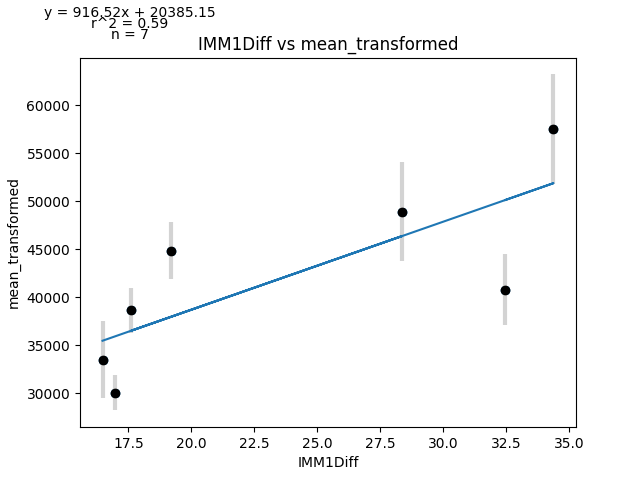 y = 916.52x + 20385.15
r^2 = 0.59
n = 7
IMM1Diff vs mean_transformed
60000
55000
50000
45000
40000
35000
30000
mean_transformed
17.5 20.0 22.5 25.0 27.5 30.0 32.5 35.0
IMM1Diff